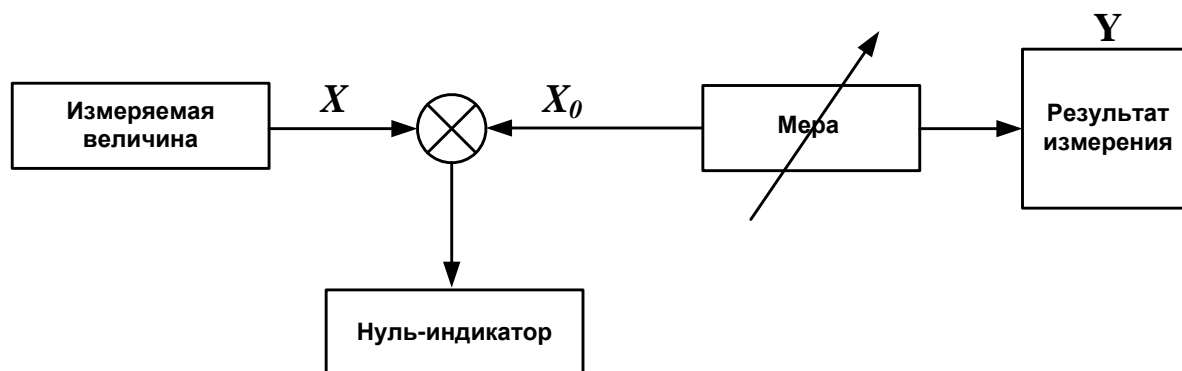 Y
Измеряемая
величина
X
X₀
Мера
Результат
измерения
Нуль-индикатор